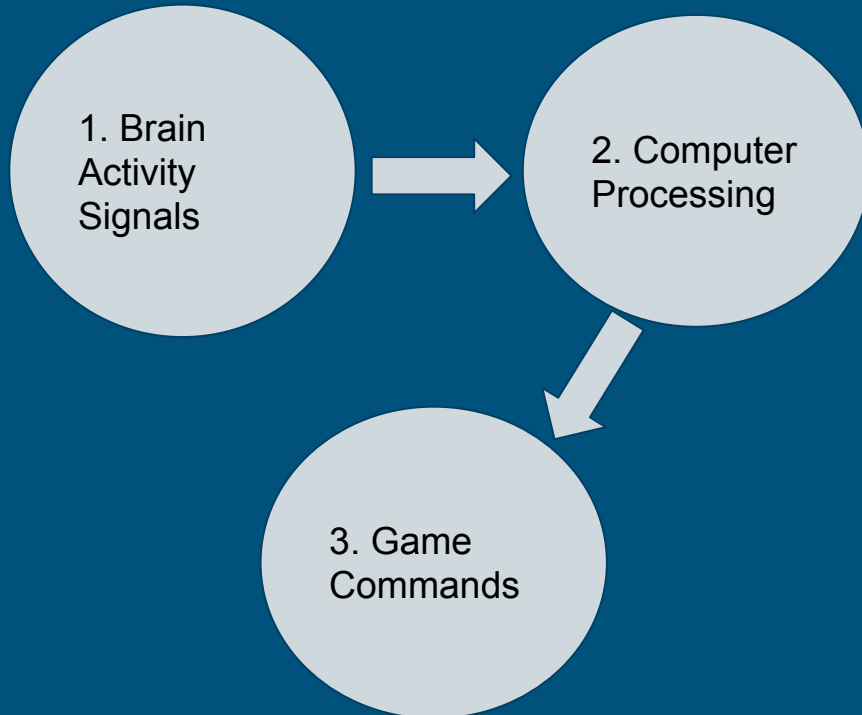 1. Brain
Activity
Signals
2. Computer
Processing
3. Game
Commands